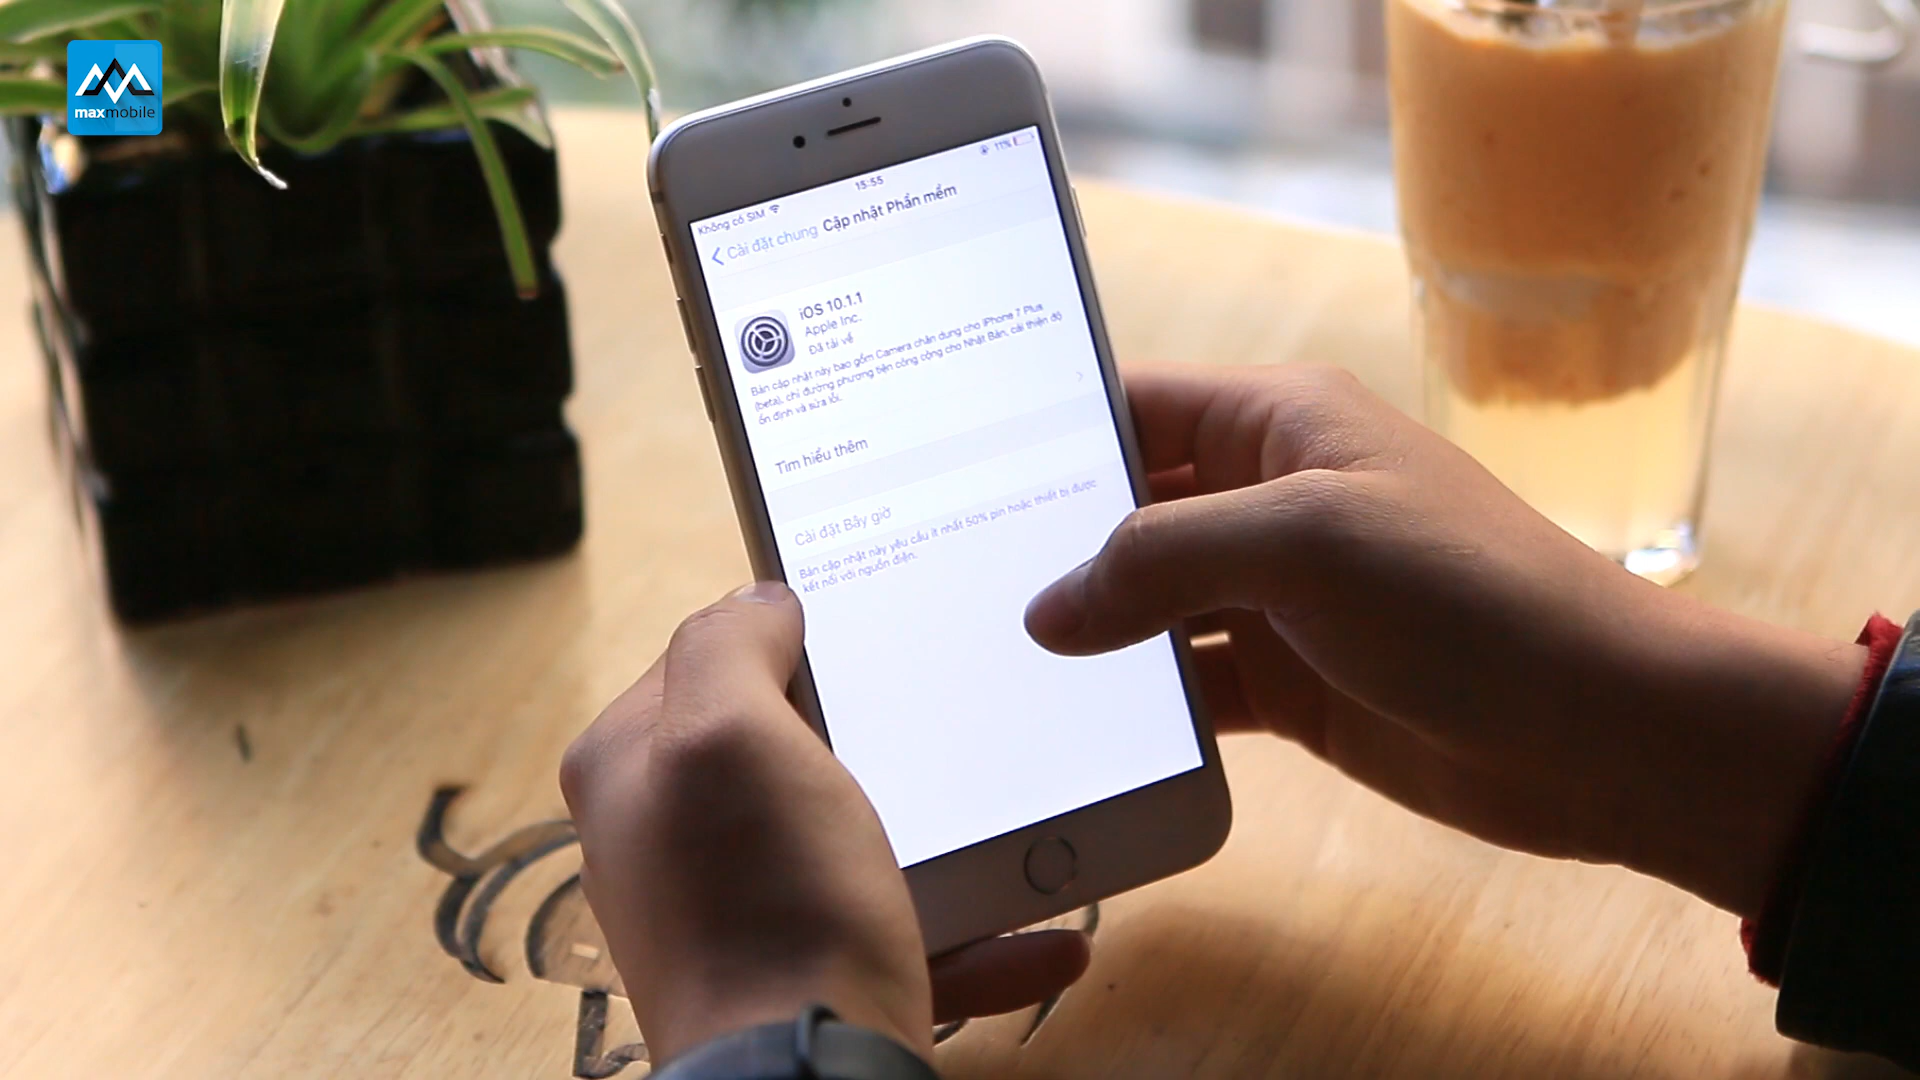 maxmobile
Không có SIM 15:55 11%
Cài đặt chung Cập nhật Phần mềm
iOS 10.1.1
Apple Inc.
Đã tải về
Bản cập nhật này bao gồm Camera chân dung cho iPhone 7 Plus
(beta), chỉ đường phương tiện công cộng cho Nhật Bản, cải thiện độ
ổn định và sửa lỗi.
Tìm hiểu thêm
Cài đặt Bây giờ
Bản cập nhật này yêu cầu ít nhất 50% pin hoặc thiết bị được
kết nối với nguồn điện.